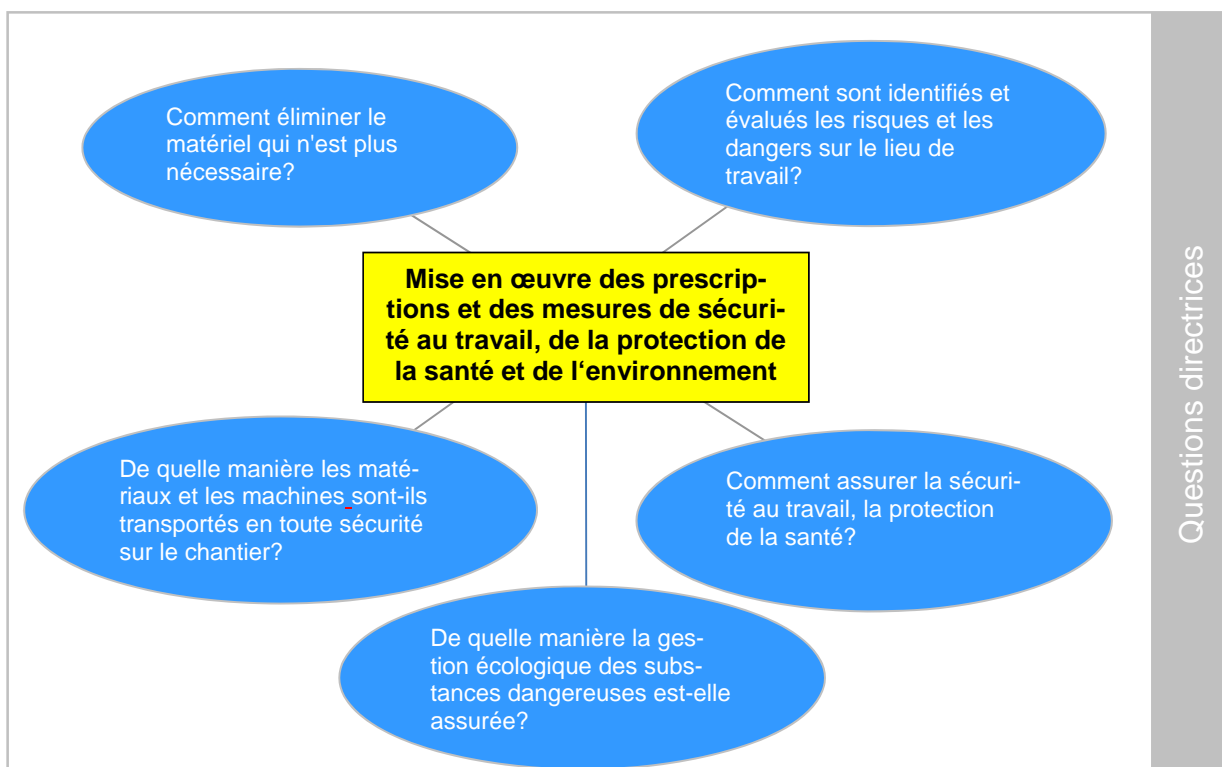 Comment éliminer le
matériel qui n'est plus
nécessaire?
Comment sont identifiés et
évalués les risques et les
dangers sur le lieu de
travail?
Mise en œuvre des prescrip-
tions et des mesures de sécuri-
té au travail, de la protection de
la santé et de l‘environnement
De quelle manière les maté-
riaux et les machines sont-ils
transportés en toute sécurité
sur le chantier?
Comment assurer la sécuri-
té au travail, la protection
de la santé?
De quelle manière la ges-
tion écologique des subs-
tances dangereuses est-elle
assurée?
Questions directrices